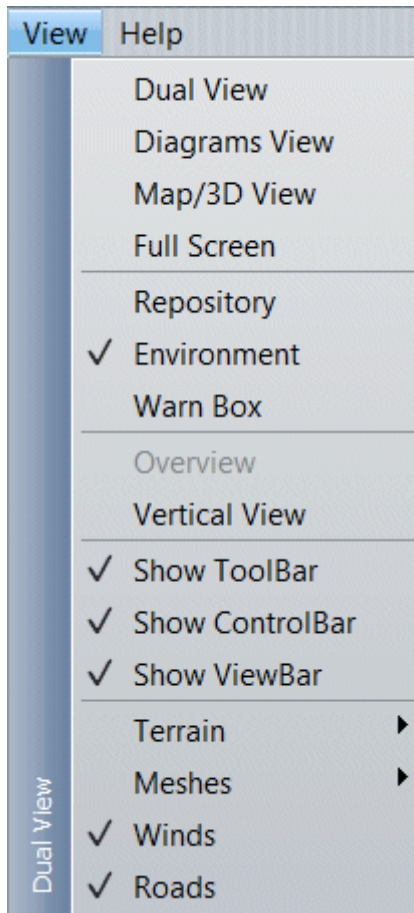 View Help
Dual View
Diagrams View
Map/3D View
Full Screen
Repository
Environment
Warn Box
Overview
Vertical View
Show ToolBar
Show ControlBar
Show ViewBar
Terrain
Meshes
Winds
Roads
Dual View